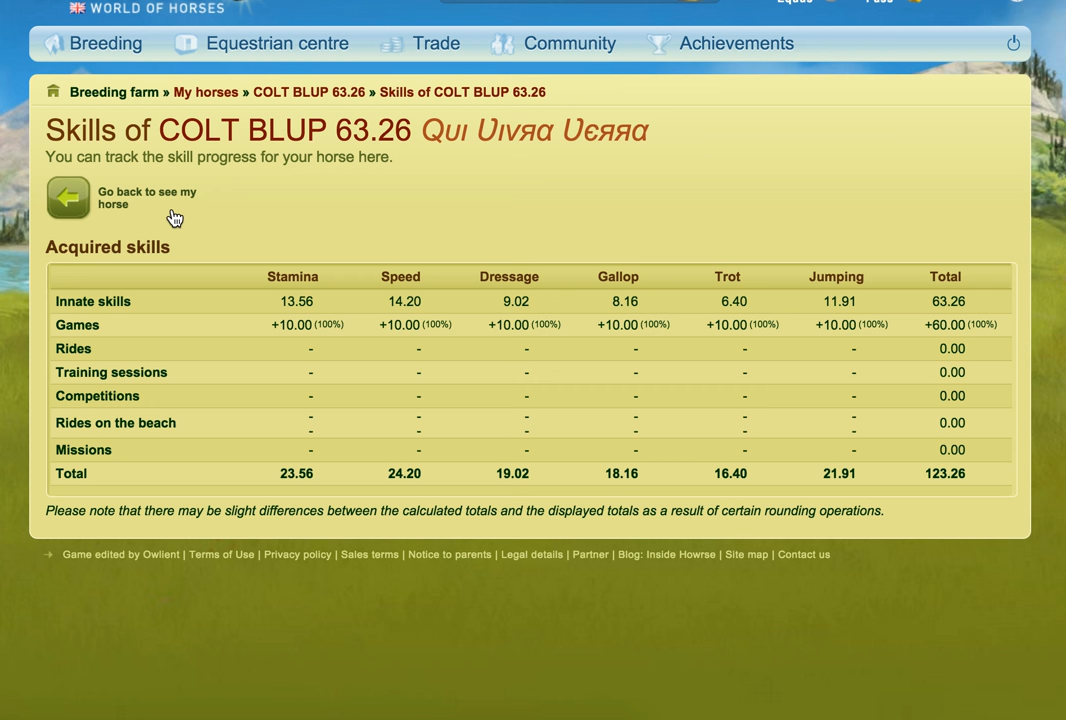 WORLD OF HORSES
Breeding Equestrian centre Trade Community Achievements
Breeding farm » My horses » COLT BLUP 63.26 » Skills of COLT BLUP 63.26
Skills of COLT BLUP 63.26 Qυι Ʋιvяα Ʋєяяα
You can track the skill progress for your horse here.
Go back to see my
horse
Acquired skills
Stamina Speed Dressage Gallop Trot Jumping Total
Innate skills 13.56 14.20 9.02 8.16 6.40 11.91 63.26
Games +10.00 (100%) +10.00 (100%) +10.00 (100%) +10.00 (100%) +10.00 (100%) +10.00 (100%) +60.00 (100%)
Rides - - - - - - 0.00
Training sessions - - - - - - 0.00
Competitions - - - - - - 0.00
- - - - - -
Rides on the beach 0.00
- - - - - -
Missions - - - - - - 0.00
Total 23.56 24.20 19.02 18.16 16.40 21.91 123.26
Please note that there may be slight differences between the calculated totals and the displayed totals as a result of certain rounding operations.
Game edited by Owlient | Terms of Use | Privacy policy | Sales terms | Notice to parents | Legal details | Partner | Blog: Inside Howrse | Site map | Contact us